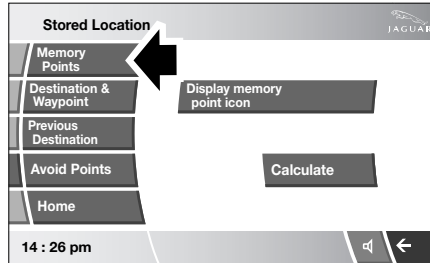 Stored Location
JAGUAR
Memory
Points
Destination &
Waypoint
Display memory
point icon
Previous
Destination
Avoid Points
Calculate
Home
14 : 26 pm